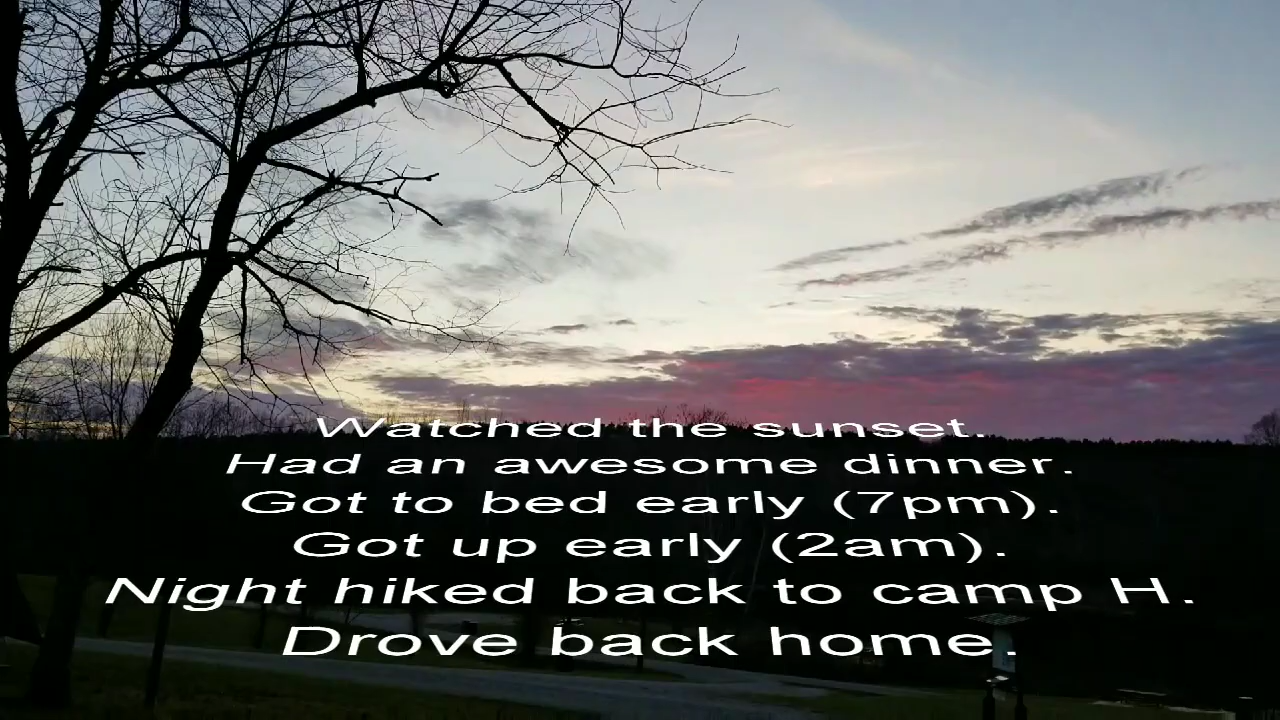 Watched the sunset.
Had an awesome dinner.
Got to bed early (7pm).
Got up early (2am).
Night hiked back to camp H.
Drove back home.